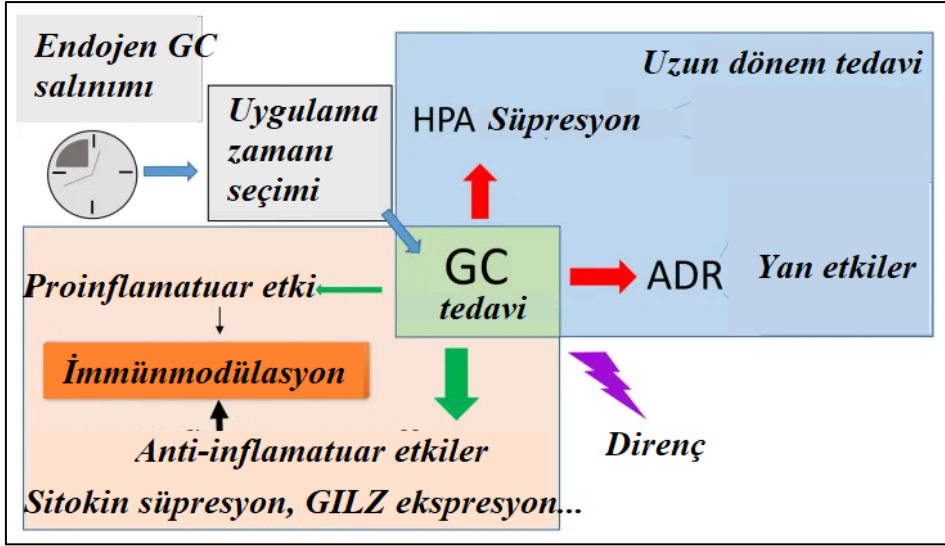 Endojen GC
salınımı
Uygulama
zamanı
seçimi
Uzun dönem tedavi
HPA Süpresyon
GC
tedavi
ADR Yan etkiler
Proinflamatuar etki
İmmünmodülasyon
Anti-inflamatuar etkiler
Sitokin süpresyon, GILZ ekspresyon...
Direnç